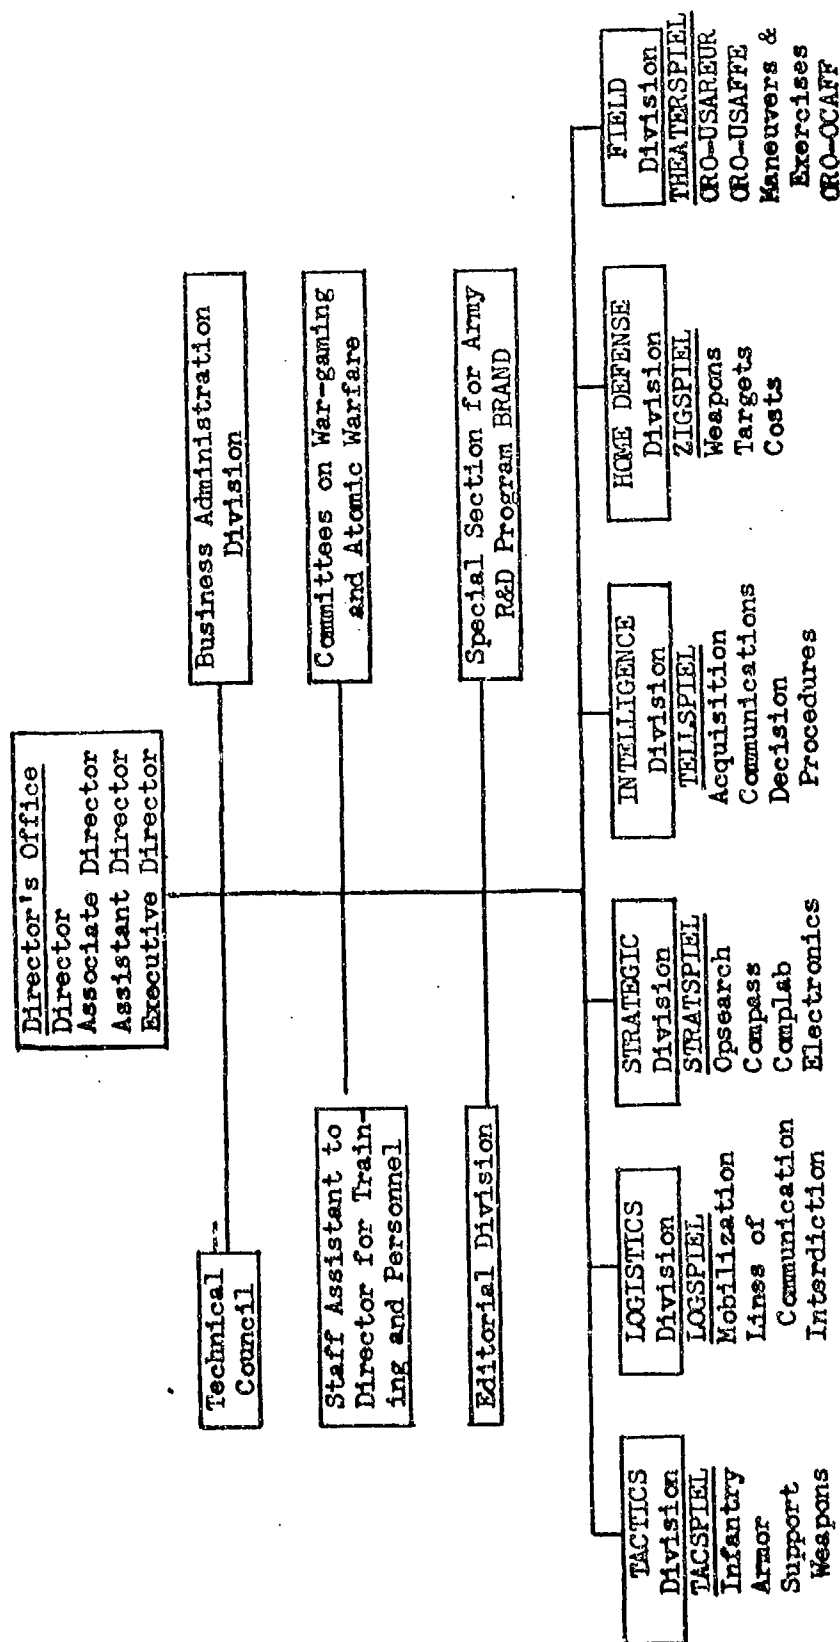 Director's Office
Director
Associate Director
Assistant Director
Executive Director
Technical
Council
Business Administration
Division
Staff Assistant to
Director for Train-
ing and Personnel
Committees on War-gaming
and Atomic Warfare
Editorial Division
Special Section for Army
R&D Program BRAND
TACTICS
Division
TACSPIEL
Infantry
Armor
Support
Weapons
LOGISTICS
Division
LOGSPIEL
Mobilization
Lines of
Communication
Interdiction
STRATEGIC
Division
STRATSPIEL
Opsearch
Compass
Complab
Electronics
INTELLIGENCE
Division
TELLSPIEL
Acquisition
Communications
Decision
Procedures
HOME DEFENSE
Division
ZIGSPIEL
Weapons
Targets
Costs
FIELD
Division
THEATERSPIEL
ORO-USAREUR
ORO-USAFFE
Maneuvers &
Exercises
ORO-OCAFF